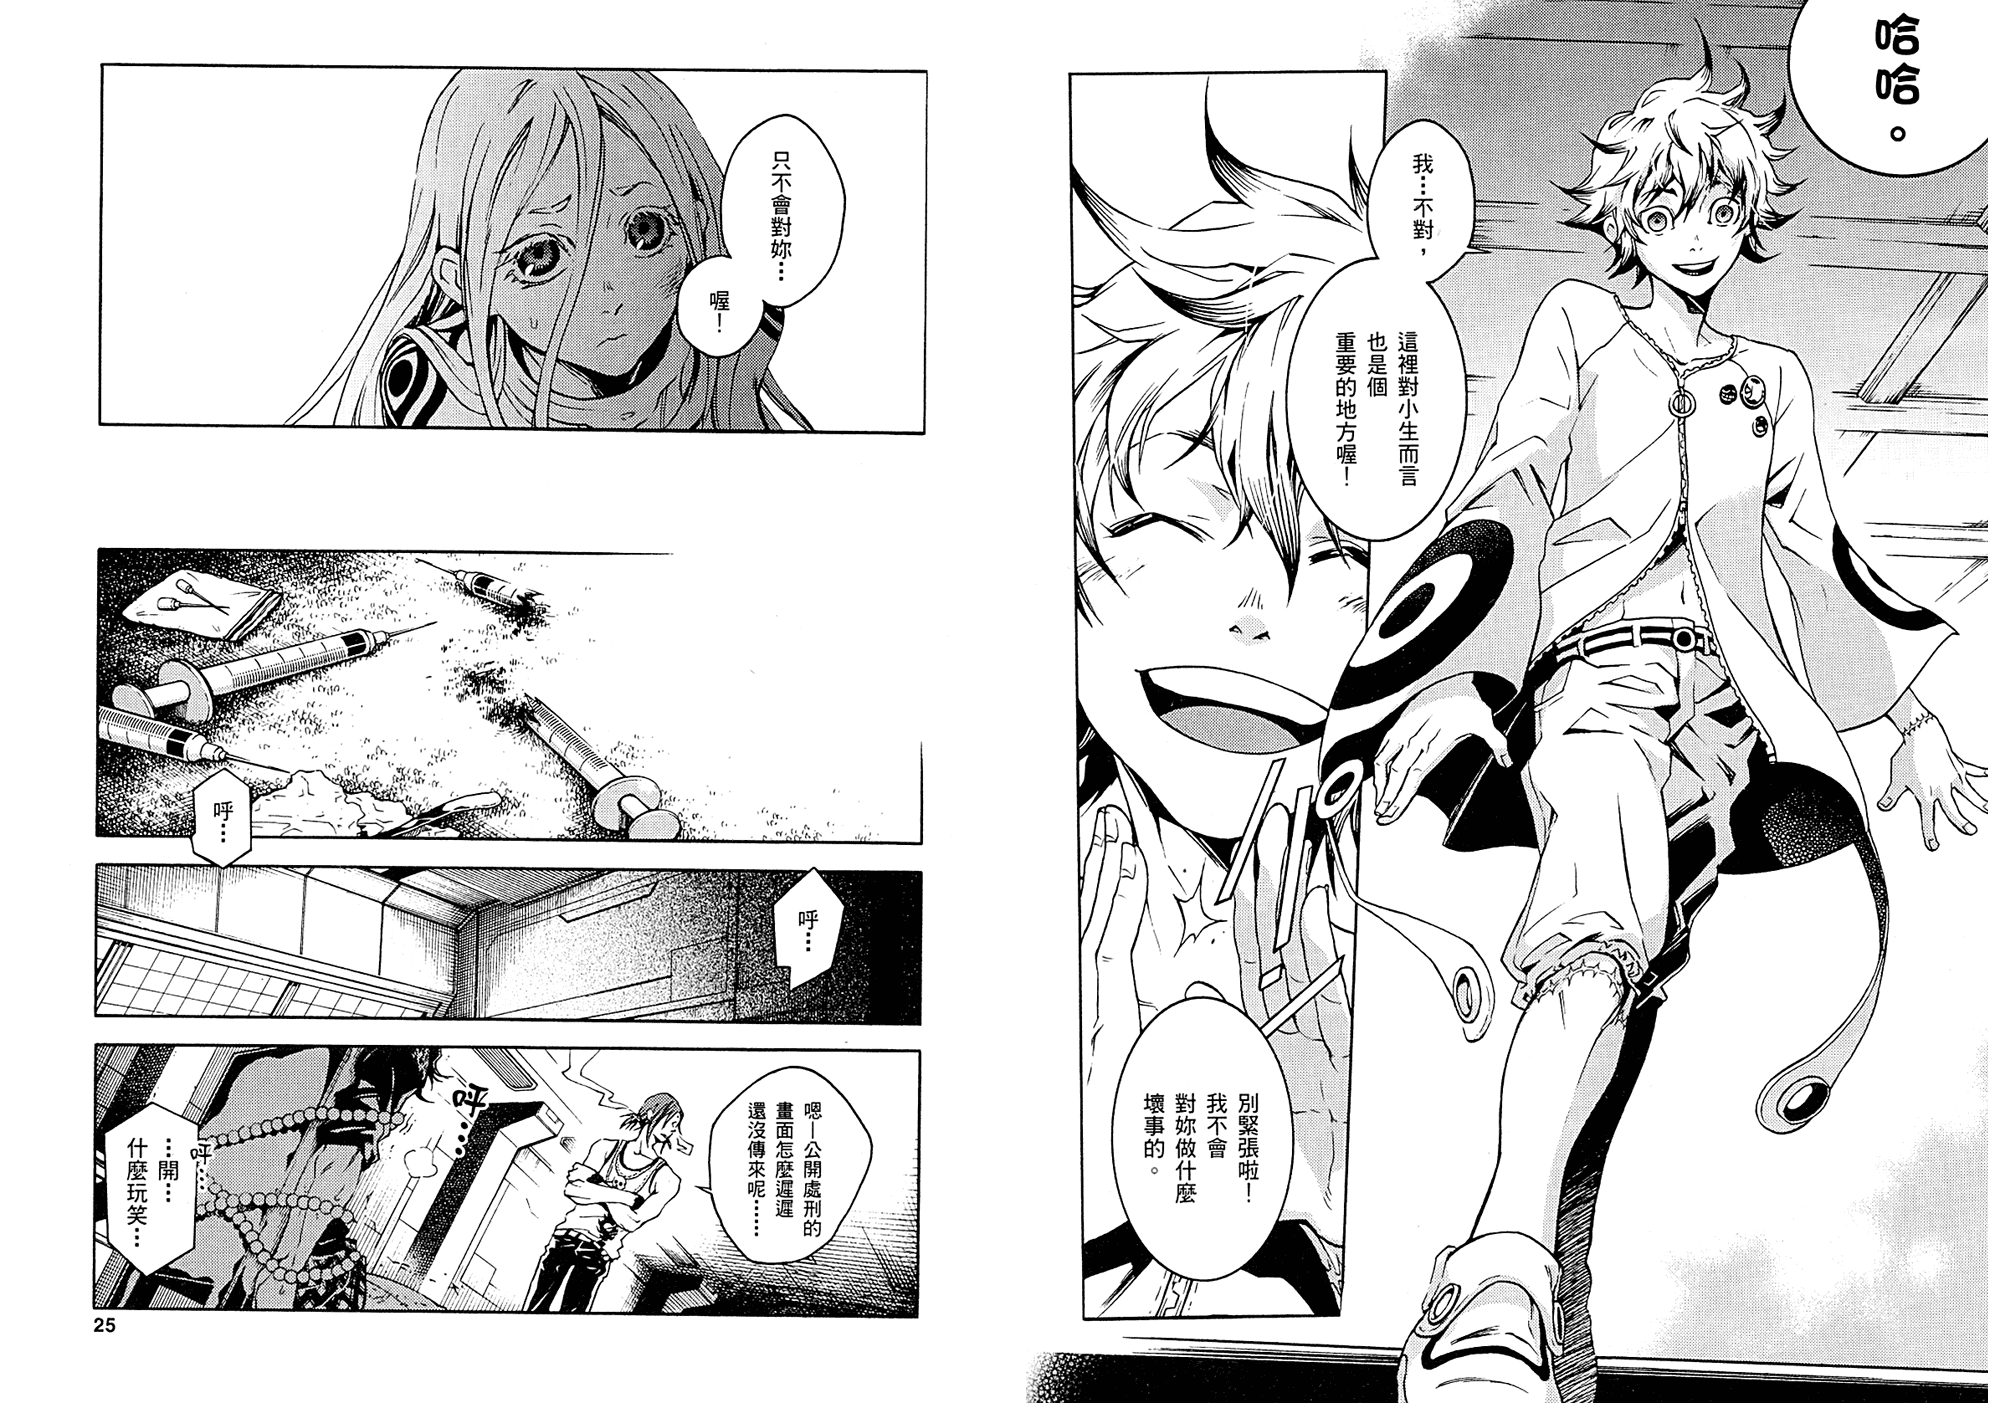 哈哈。
我…不對，
這裡對小生而言
也是個
重要的地方喔！
別緊張啦！
我不會
對妳做什麼
壞事的。
只不會對妳…
喔！
呼…
呼…
嗯—公開處刑的
畫面怎麼遲遲
還沒傳來呢……
呼…
呼…
…開…
什麼玩笑…
25